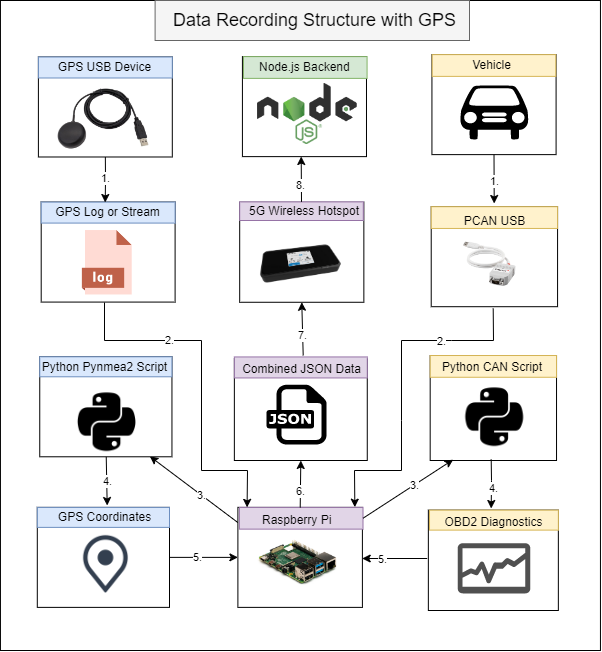 Data Recording Structure with GPS
GPS USB Device
Node.js Backend
Vehicle
node
JS
®
1.
8.
1.
GPS Log or Stream
5G Wireless Hotspot
PCAN USB
log
2.
7.
2.
Python Pynmea2 Script
Combined JSON Data
Python CAN Script
JSON
4.
3.
6.
3.
4.
GPS Coordinates
Raspberry Pi
OBD2 Diagnostics
5.
5.